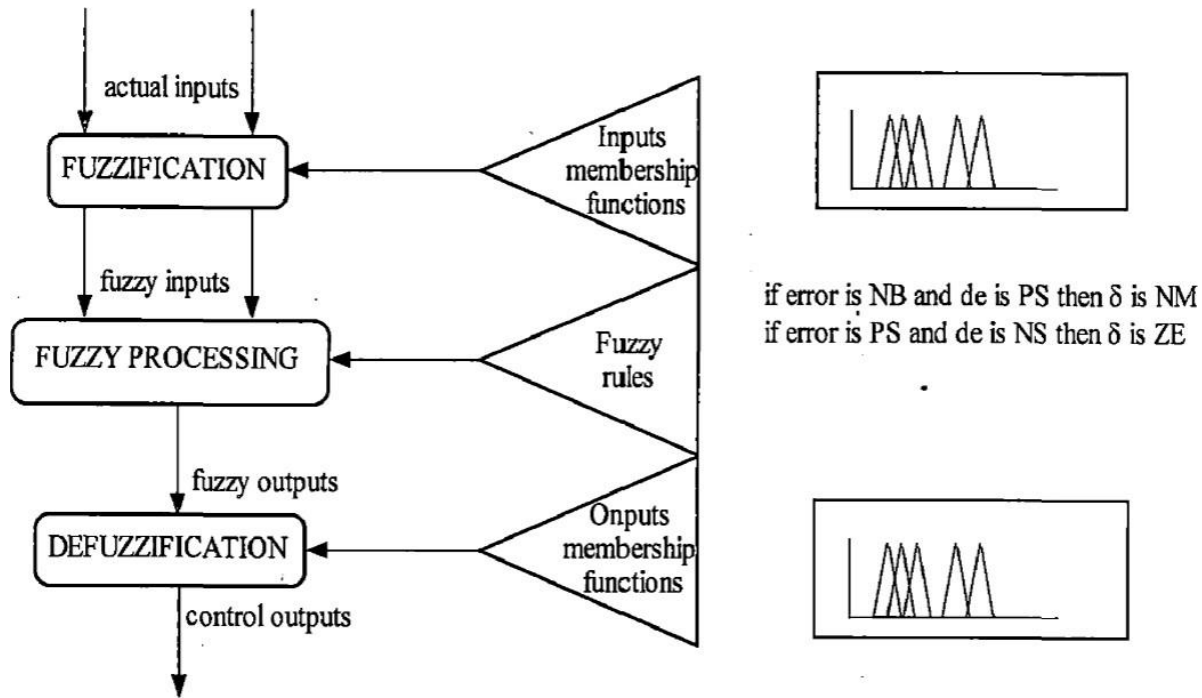 actual inputs
FUZZIFICATION
Inputs
membership
functions
fuzzy inputs
if error is NB and de is PS then δ is NM
if error is PS and de is NS then δ is ZE
FUZZY PROCESSING
Fuzzy
rules
fuzzy outputs
DEFUZZIFICATION
Onputs
membership
functions
control outputs